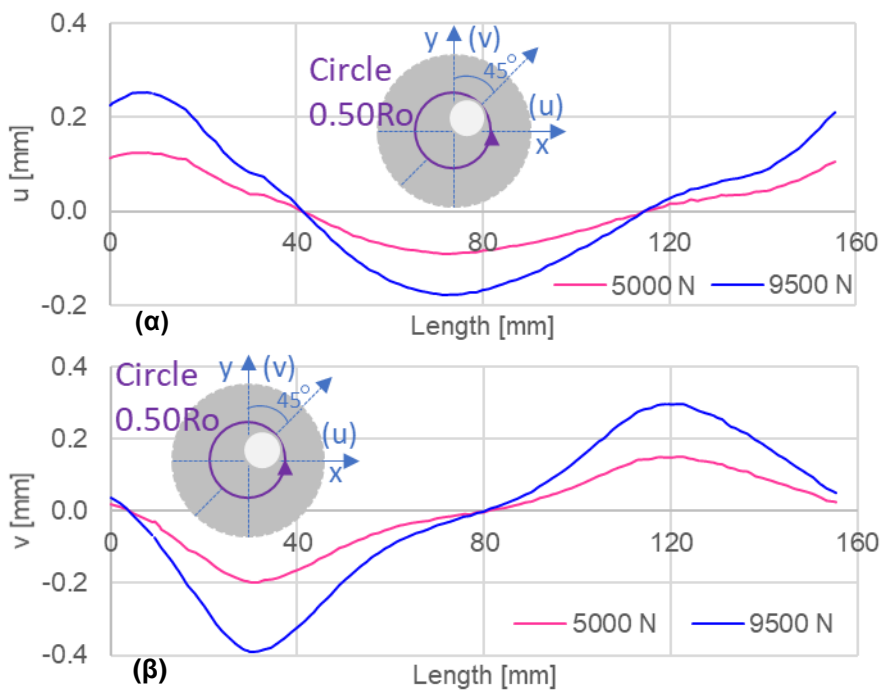 0.4
y (v)
45°
Circle
0.50Ro
(u)
x
0.2
u [mm]
0.0
0 40 80 120 160
5000 N 9500 N
-0.2
(α) Length [mm]
0.4
y (v)
Circle
0.50Ro
45°
(u)
x
0.2
v [mm]
0.0
0 40 80 120 160
-0.2
5000 N 9500 N
-0.4
(β) Length [mm]